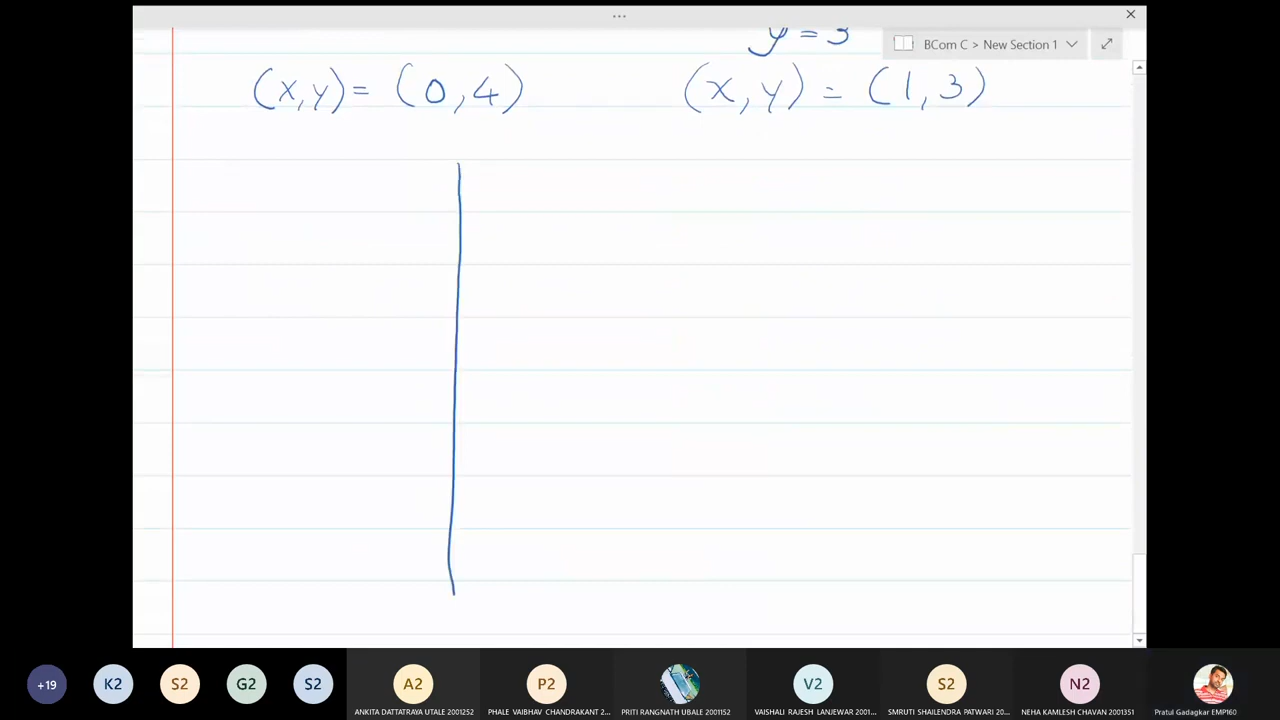 ...
y = 3
BCom C > New Section 1
(x,y) = (0,4)
(x,y) = (1,3)
+19
K2
S2
G2
S2
A2
P2
V2
S2
N2
ANKITA DATTATRAYA UTALE 2001252
PHALE VAIBHAV CHANDRAKANT 2...
PRITI RANGNATH UBALE 2001152
VAISHALI RAJESH LANJEWAR 2001...
SMRUTI SHAILENDRA PATWARI 20...
NEHA KAMLESH CHAVAN 2001351
Pratul Gadagkar EMP160